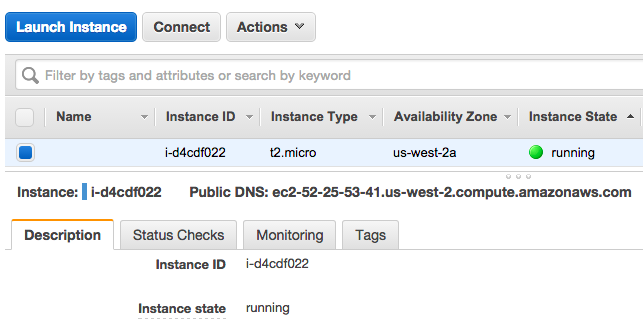 Launch Instance Connect Actions
Filter by tags and attributes or search by keyword
Name Instance ID Instance Type Availability Zone Instance State
i-d4cdf022 t2.micro us-west-2a running
Instance: i-d4cdf022 Public DNS: ec2-52-25-53-41.us-west-2.compute.amazonaws.com
Description Status Checks Monitoring Tags
Instance ID i-d4cdf022
Instance state running